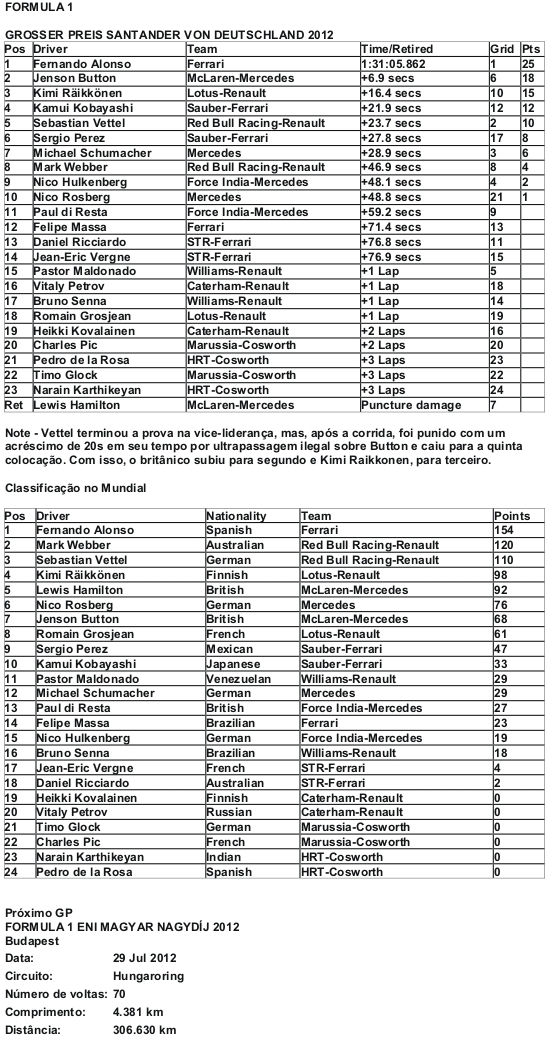 FORMULA 1
GROSSER PREIS SANTANDER VON DEUTSCHLAND 2012
Pos Driver Team Time/Retired Grid Pts
1 Fernando Alonso Ferrari 1:31:05.862 1 25
2 Jenson Button McLaren-Mercedes +6.9 secs 6 18
3 Kimi Räikkönen Lotus-Renault +16.4 secs 10 15
4 Kamui Kobayashi Sauber-Ferrari +21.9 secs 12 12
5 Sebastian Vettel Red Bull Racing-Renault +23.7 secs 2 10
6 Sergio Perez Sauber-Ferrari +27.8 secs 17 8
7 Michael Schumacher Mercedes +28.9 secs 3 6
8 Mark Webber Red Bull Racing-Renault +46.9 secs 8 4
9 Nico Hulkenberg Force India-Mercedes +48.1 secs 4 2
10 Nico Rosberg Mercedes +48.8 secs 21 1
11 Paul di Resta Force India-Mercedes +59.2 secs 9
12 Felipe Massa Ferrari +71.4 secs 13
13 Daniel Ricciardo STR-Ferrari +76.8 secs 11
14 Jean-Eric Vergne STR-Ferrari +76.9 secs 15
15 Pastor Maldonado Williams-Renault +1 Lap 5
16 Vitaly Petrov Caterham-Renault +1 Lap 18
17 Bruno Senna Williams-Renault +1 Lap 14
18 Romain Grosjean Lotus-Renault +1 Lap 19
19 Heikki Kovalainen Caterham-Renault +2 Laps 16
20 Charles Pic Marussia-Cosworth +2 Laps 20
21 Pedro de la Rosa HRT-Cosworth +3 Laps 23
22 Timo Glock Marussia-Cosworth +3 Laps 22
23 Narain Karthikeyan HRT-Cosworth +3 Laps 24
Ret Lewis Hamilton McLaren-Mercedes Puncture damage 7
Note - Vettel terminou a prova na vice-liderança, mas, após a corrida, foi punido com um
acréscimo de 20s em seu tempo por ultrapassagem ilegal sobre Button e caiu para a quinta
colocação. Com isso, o britânico subiu para segundo e Kimi Raikkonen, para terceiro.
Classificação no Mundial
Pos Driver Nationality Team Points
1 Fernando Alonso Spanish Ferrari 154
2 Mark Webber Australian Red Bull Racing-Renault 120
3 Sebastian Vettel German Red Bull Racing-Renault 110
4 Kimi Räikkönen Finnish Lotus-Renault 98
5 Lewis Hamilton British McLaren-Mercedes 92
6 Nico Rosberg German Mercedes 76
7 Jenson Button British McLaren-Mercedes 68
8 Romain Grosjean French Lotus-Renault 61
9 Sergio Perez Mexican Sauber-Ferrari 47
10 Kamui Kobayashi Japanese Sauber-Ferrari 33
11 Pastor Maldonado Venezuelan Williams-Renault 29
12 Michael Schumacher German Mercedes 29
13 Paul di Resta British Force India-Mercedes 27
14 Felipe Massa Brazilian Ferrari 23
15 Nico Hulkenberg German Force India-Mercedes 19
16 Bruno Senna Brazilian Williams-Renault 18
17 Jean-Eric Vergne French STR-Ferrari 4
18 Daniel Ricciardo Australian STR-Ferrari 2
19 Heikki Kovalainen Finnish Caterham-Renault 0
20 Vitaly Petrov Russian Caterham-Renault 0
21 Timo Glock German Marussia-Cosworth 0
22 Charles Pic French Marussia-Cosworth 0
23 Narain Karthikeyan Indian HRT-Cosworth 0
24 Pedro de la Rosa Spanish HRT-Cosworth 0
Próximo GP
FORMULA 1 ENI MAGYAR NAGYDÍJ 2012
Budapest
Data: 29 Jul 2012
Circuito: Hungaroring
Número de voltas: 70
Comprimento: 4.381 km
Distância: 306.630 km